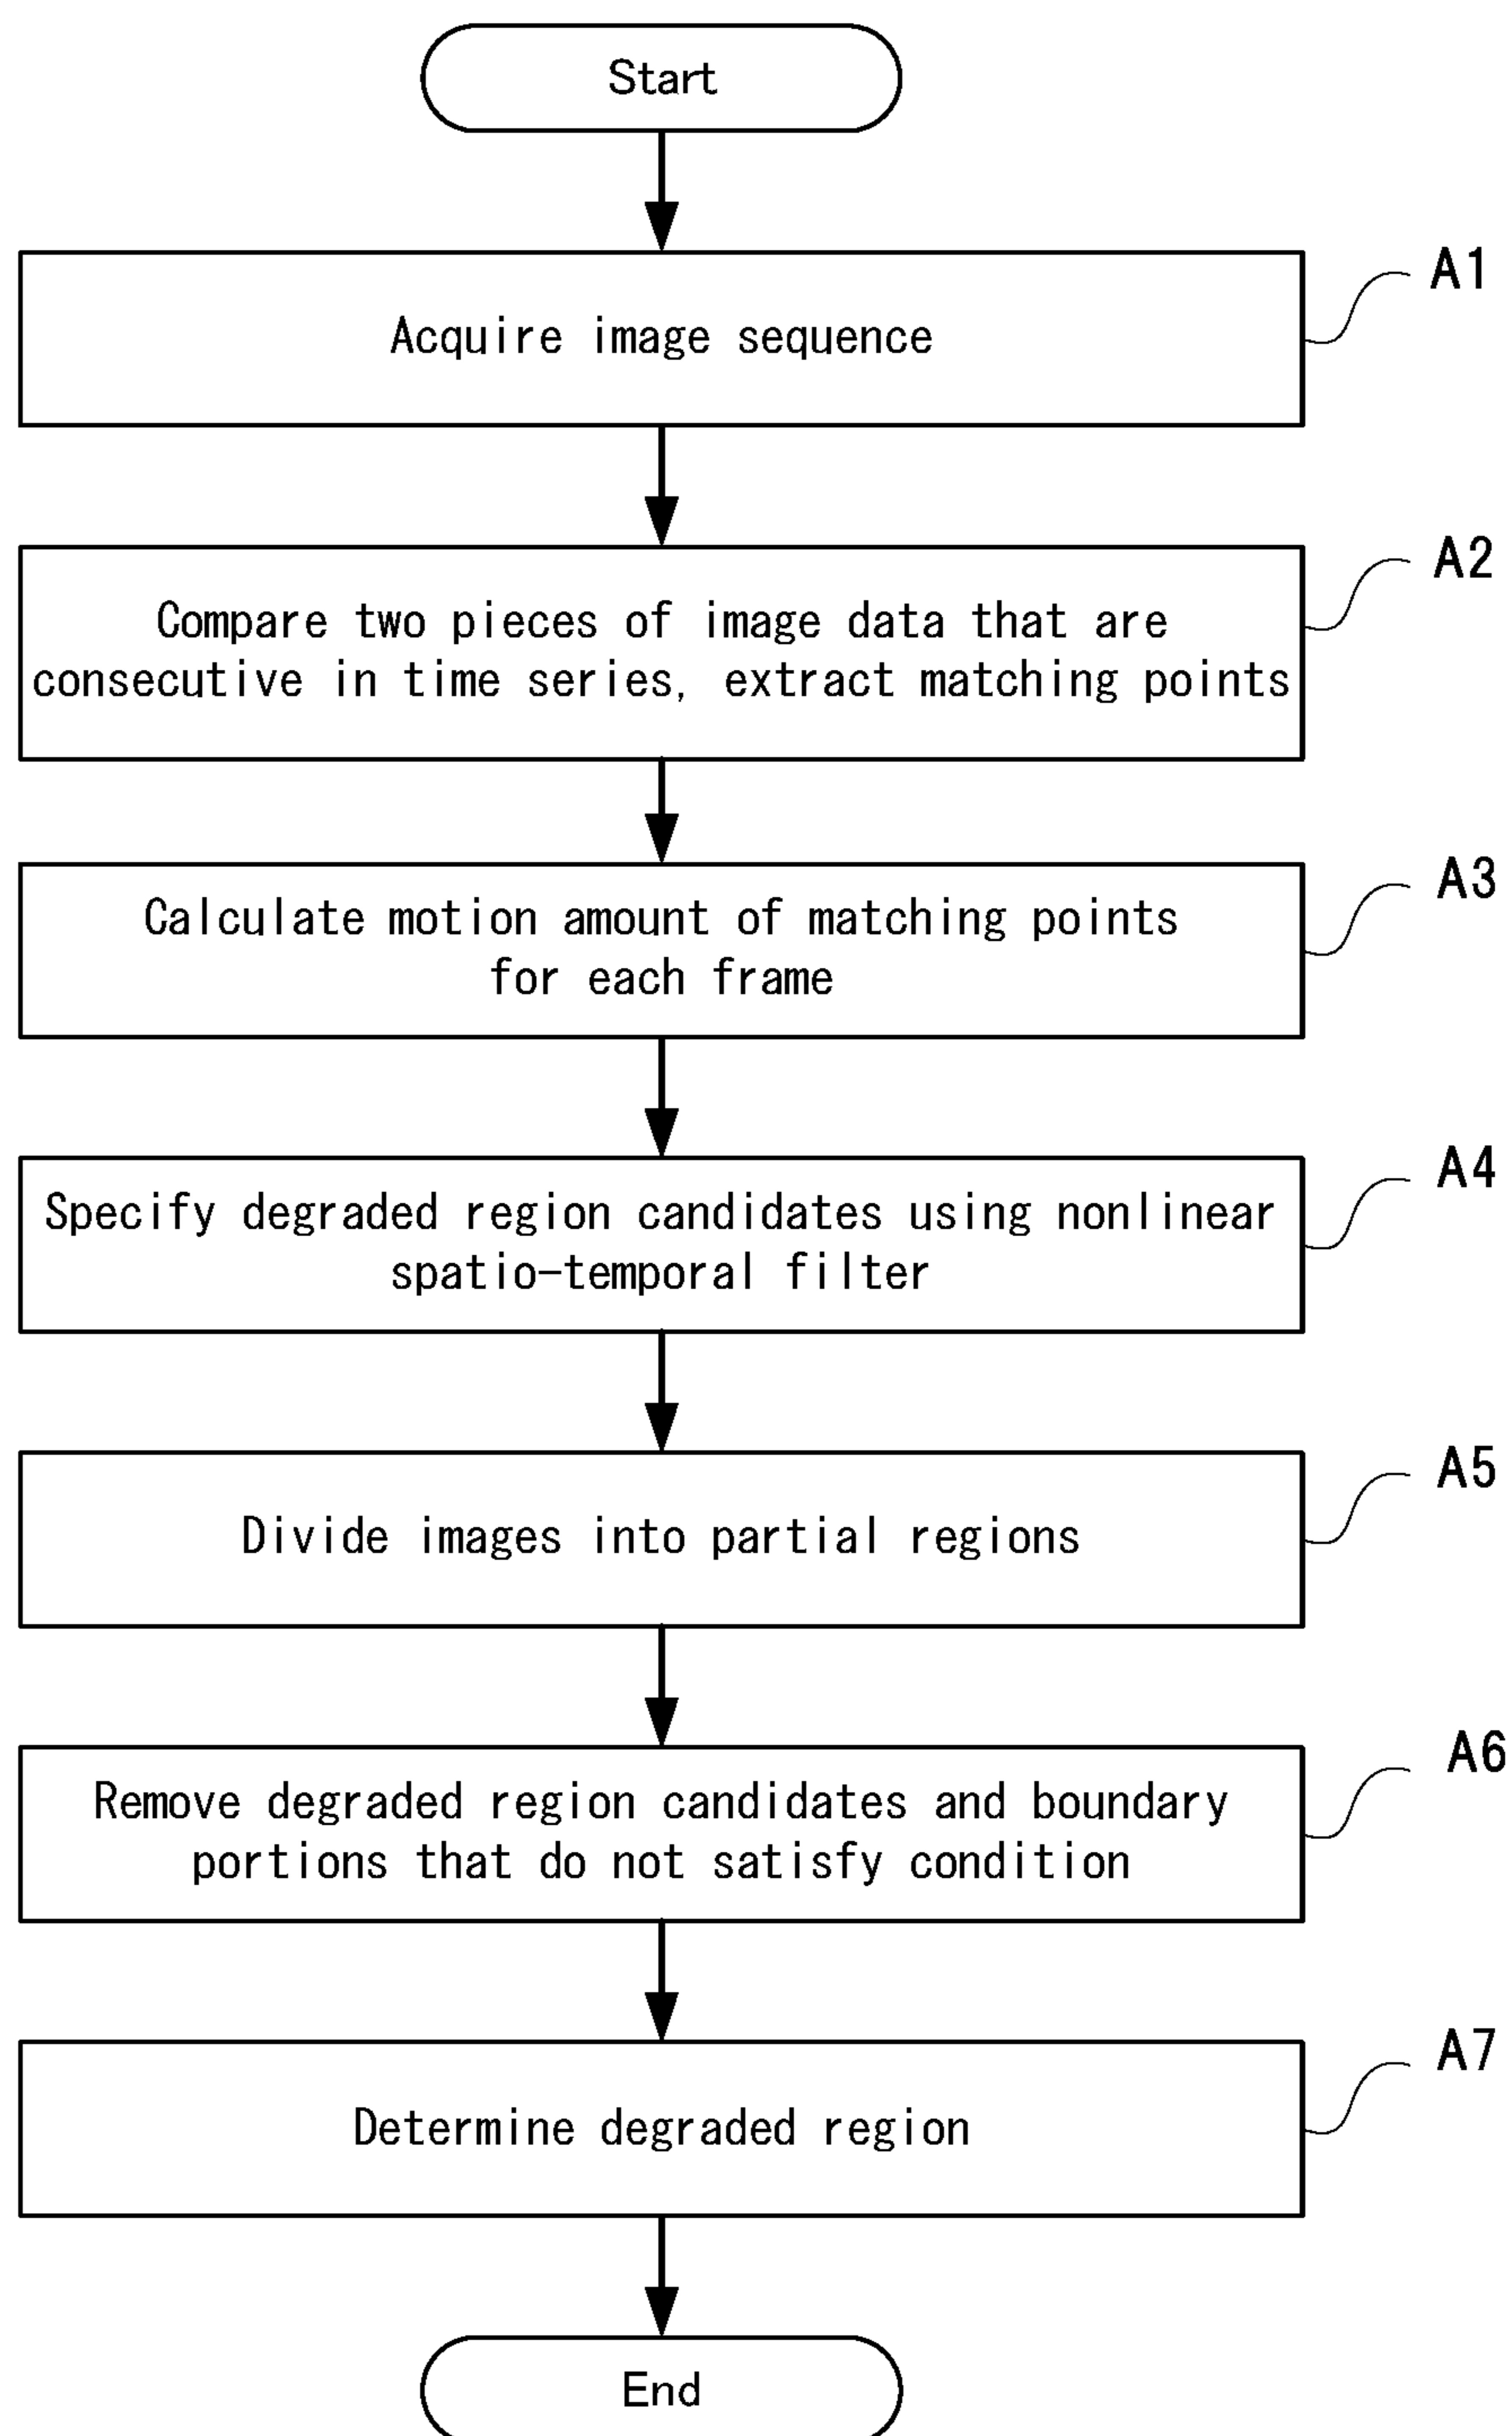 Start
Acquire image sequence
A1
Compare two pieces of image data that are
consecutive in time series, extract matching points
A2
Calculate motion amount of matching points
for each frame
A3
Specify degraded region candidates using nonlinear
spatio-temporal filter
A4
Divide images into partial regions
A5
Remove degraded region candidates and boundary
portions that do not satisfy condition
A6
Determine degraded region
A7
End